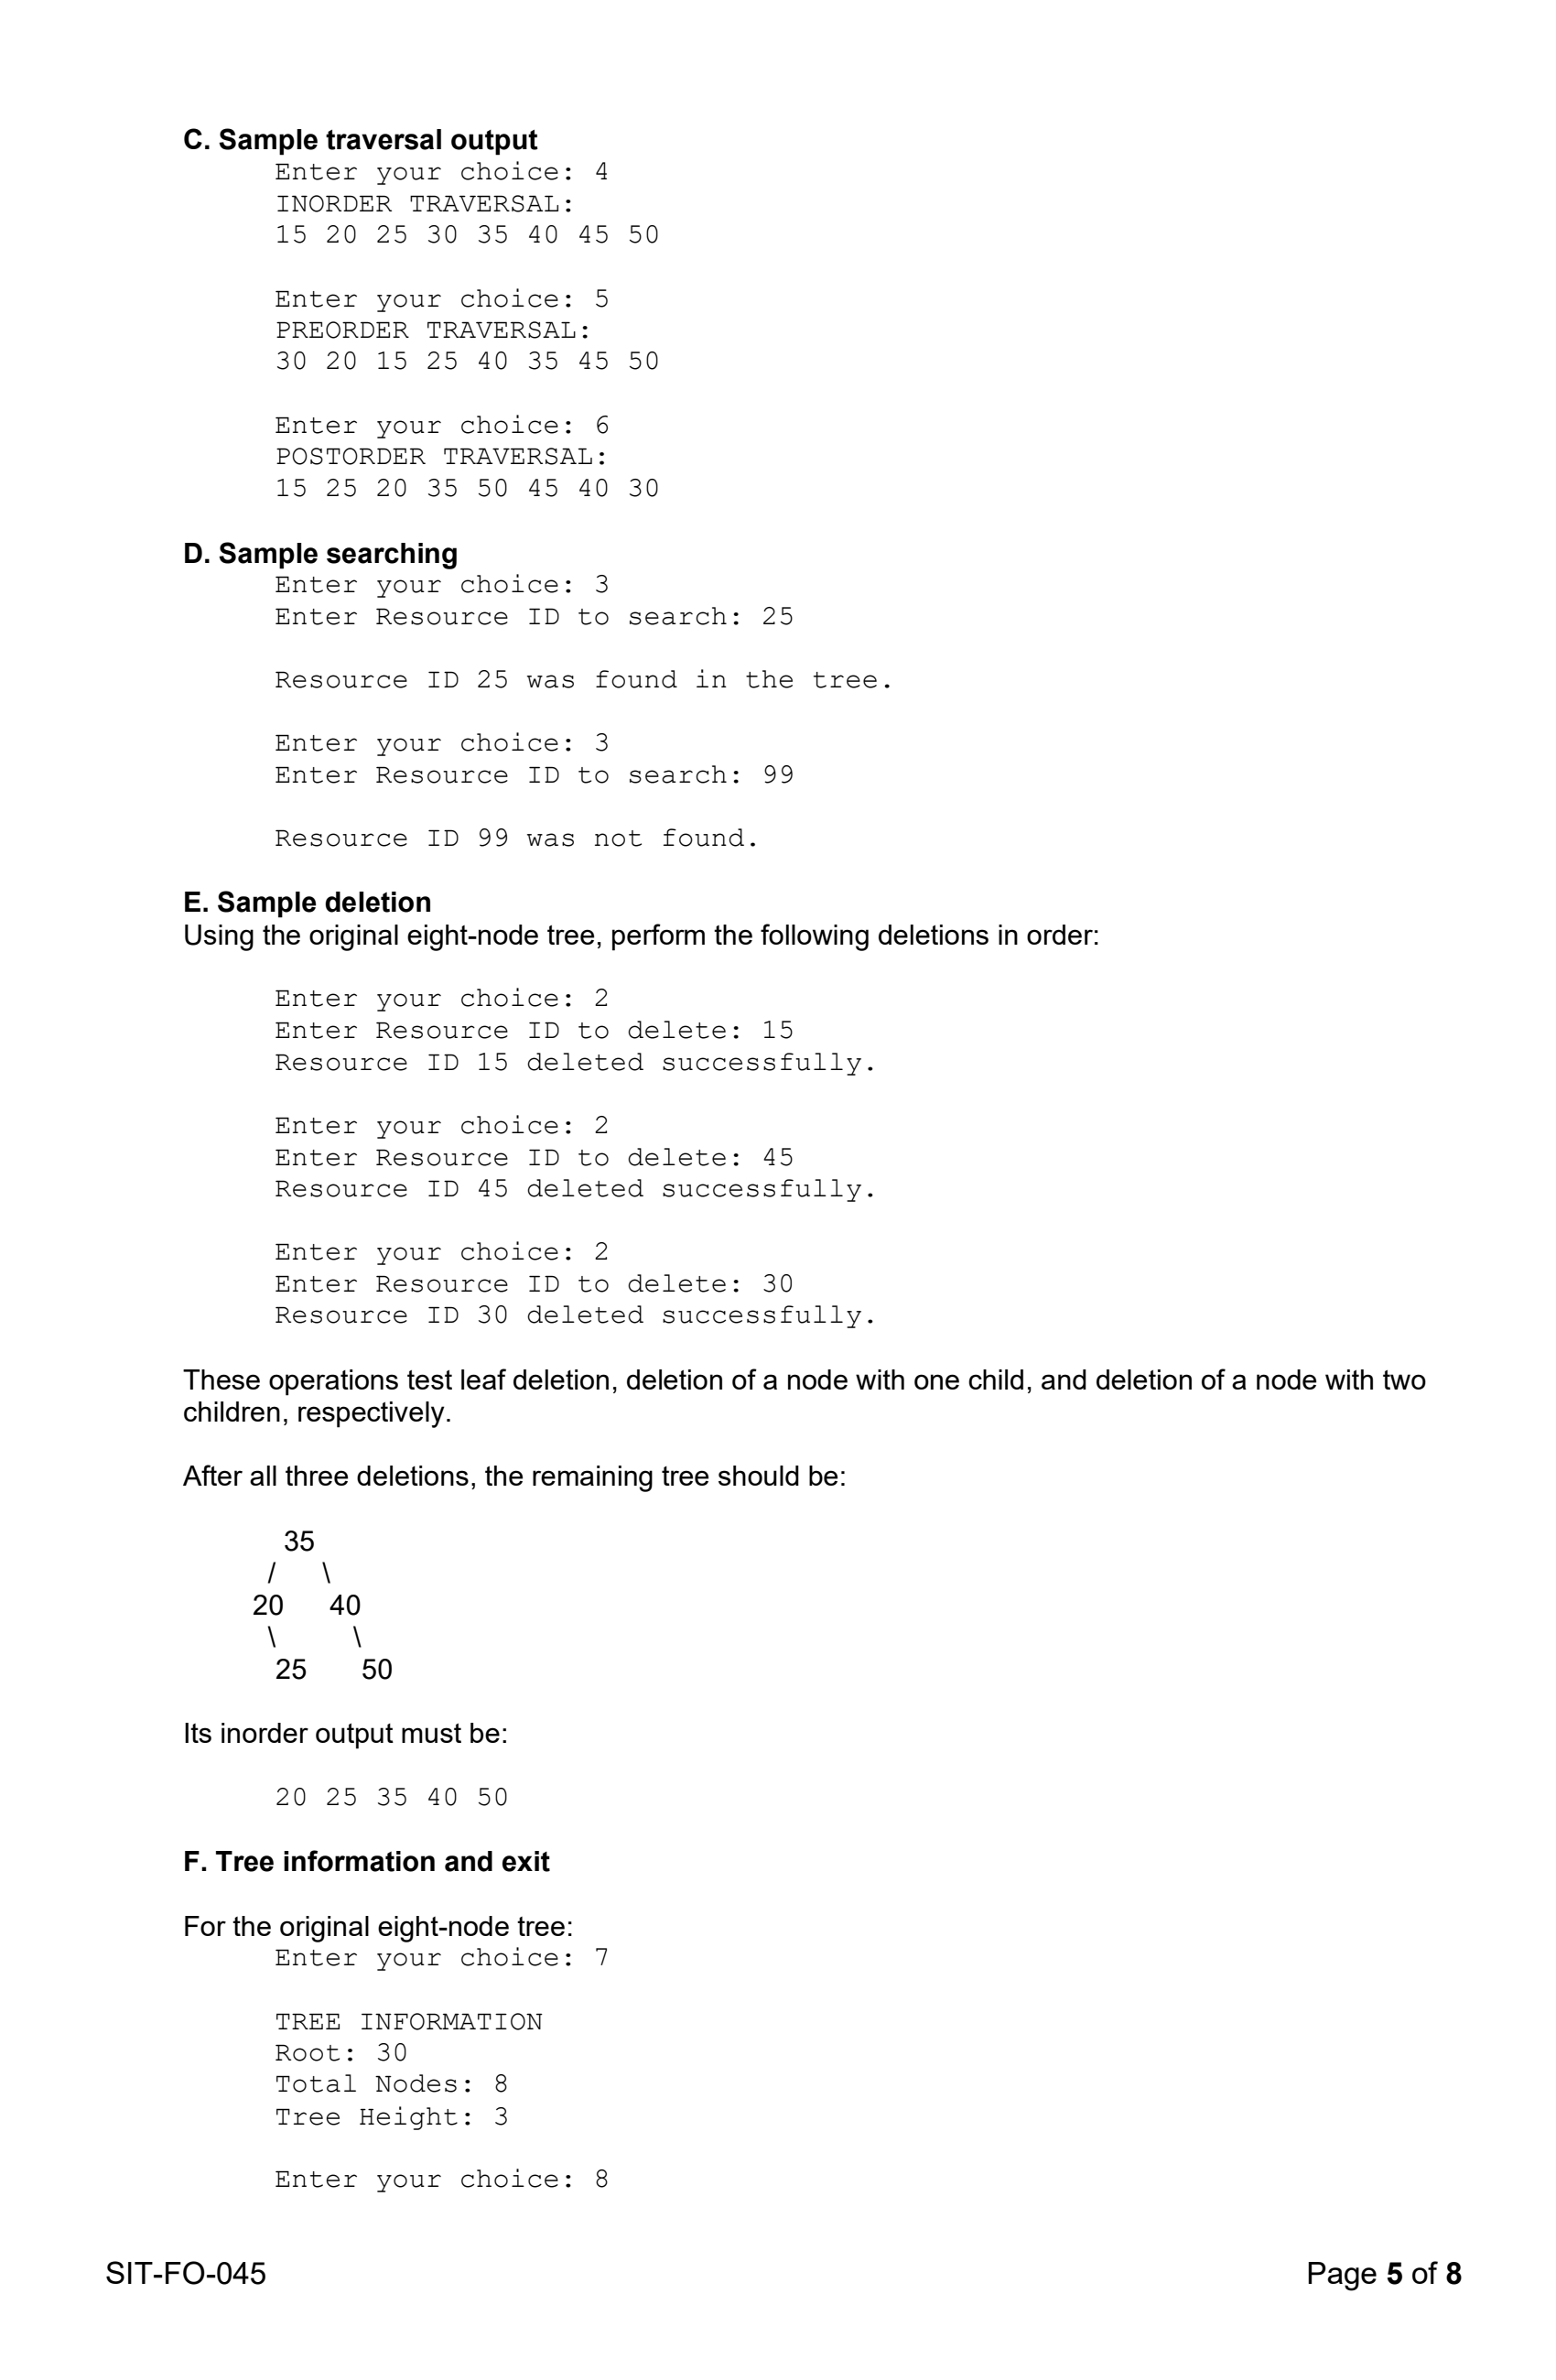 C. Sample traversal output
Enter your choice: 4
INORDER TRAVERSAL:
15 20 25 30 35 40 45 50
Enter your choice: 5
PREORDER TRAVERSAL:
30 20 15 25 40 35 45 50
Enter your choice: 6
POSTORDER TRAVERSAL:
15 25 20 35 50 45 40 30
D. Sample searching
Enter your choice: 3
Enter Resource ID to search: 25
Resource ID 25 was found in the tree.
Enter your choice: 3
Enter Resource ID to search: 99
Resource ID 99 was not found.
E. Sample deletion
Using the original eight-node tree, perform the following deletions in order:
Enter your choice: 2
Enter Resource ID to delete: 15
Resource ID 15 deleted successfully.
Enter your choice: 2
Enter Resource ID to delete: 45
Resource ID 45 deleted successfully.
Enter your choice: 2
Enter Resource ID to delete: 30
Resource ID 30 deleted successfully.
These operations test leaf deletion, deletion of a node with one child, and deletion of a node with two
children, respectively.
After all three deletions, the remaining tree should be:
35
/ \
20 40
\ \
25 50
Its inorder output must be:
20 25 35 40 50
F. Tree information and exit
For the original eight-node tree:
Enter your choice: 7
TREE INFORMATION
Root: 30
Total Nodes: 8
Tree Height: 3
Enter your choice: 8
SIT-FO-045 Page 5 of 8